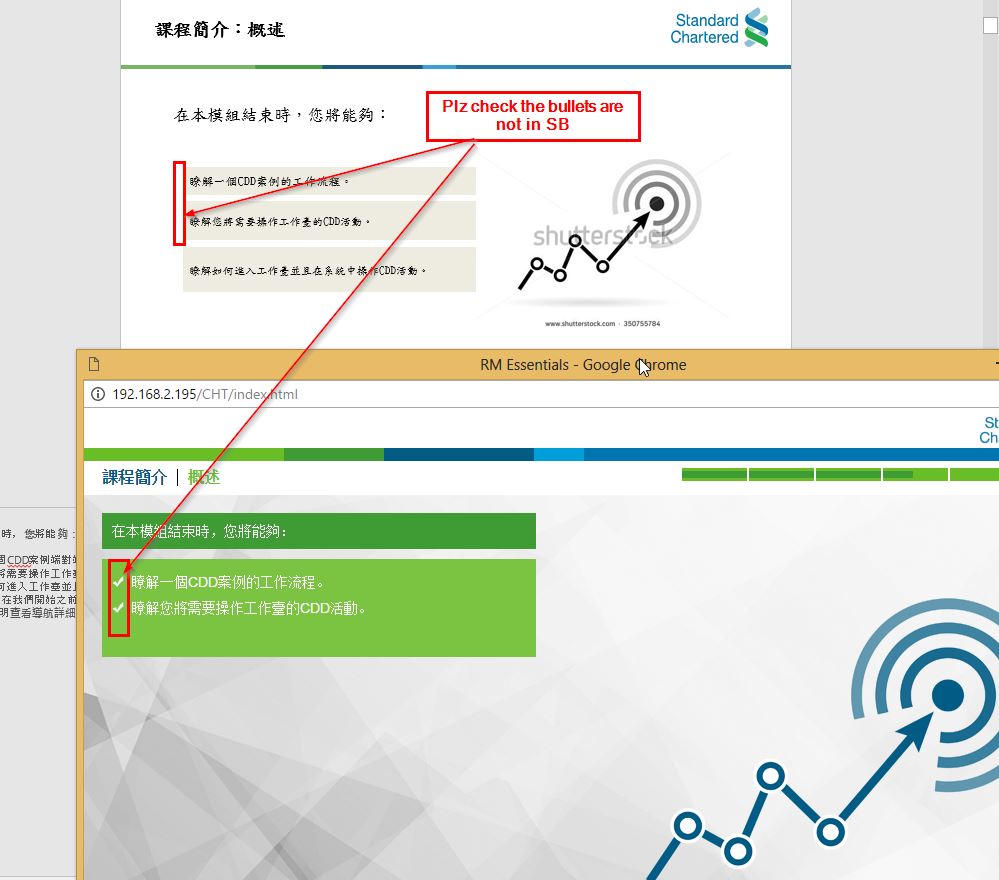 課程簡介：概述
Standard
Chartered
在本模組結束時，您將能夠：
Plz check the bullets are
not in SB
瞭解一個CDD案例的工作流程。
瞭解您將需要操作工作臺的CDD活動。
瞭解如何進入工作臺並且在系統中操作CDD活動。
shutterstock
www.shutterstock.com · 350755784
RM Essentials - Google Chrome
192.168.2.195/CHT/index.html
St
Ch
課程簡介 | 概述
在本模組結束時，您將能夠:
瞭解一個CDD案例的工作流程。
瞭解您將需要操作工作臺的CDD活動。
時，您將能夠：
個CDD案例端對端
將需要操作工作臺
何進入工作臺並且
在我們開始之前
明查看導航詳細